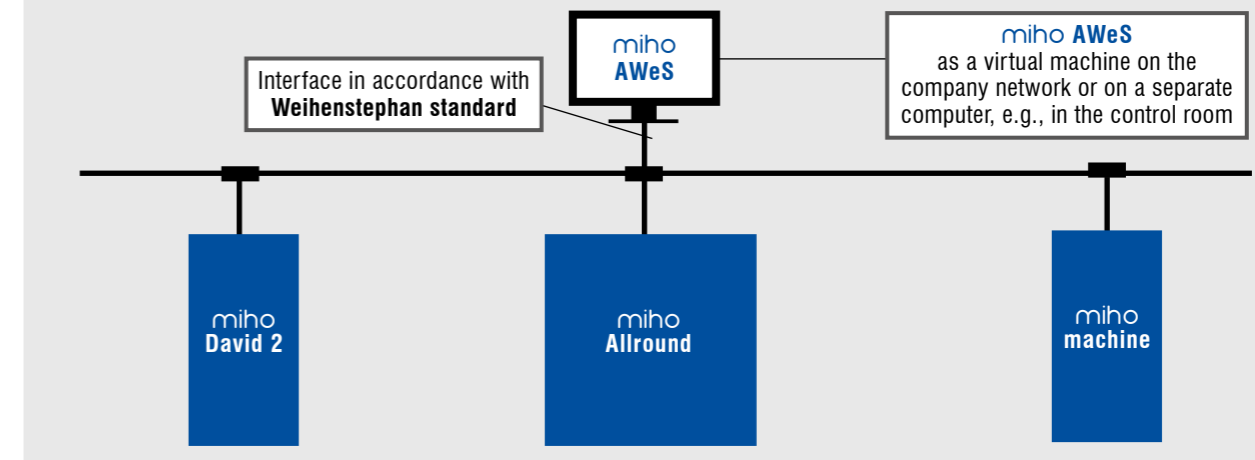 Interface in accordance with
Weihenstephan standard
miho
AWeS
miho AWeS
as a virtual machine on the
company network or on a separate
computer, e.g., in the control room
miho
David 2
miho
Allround
miho
machine